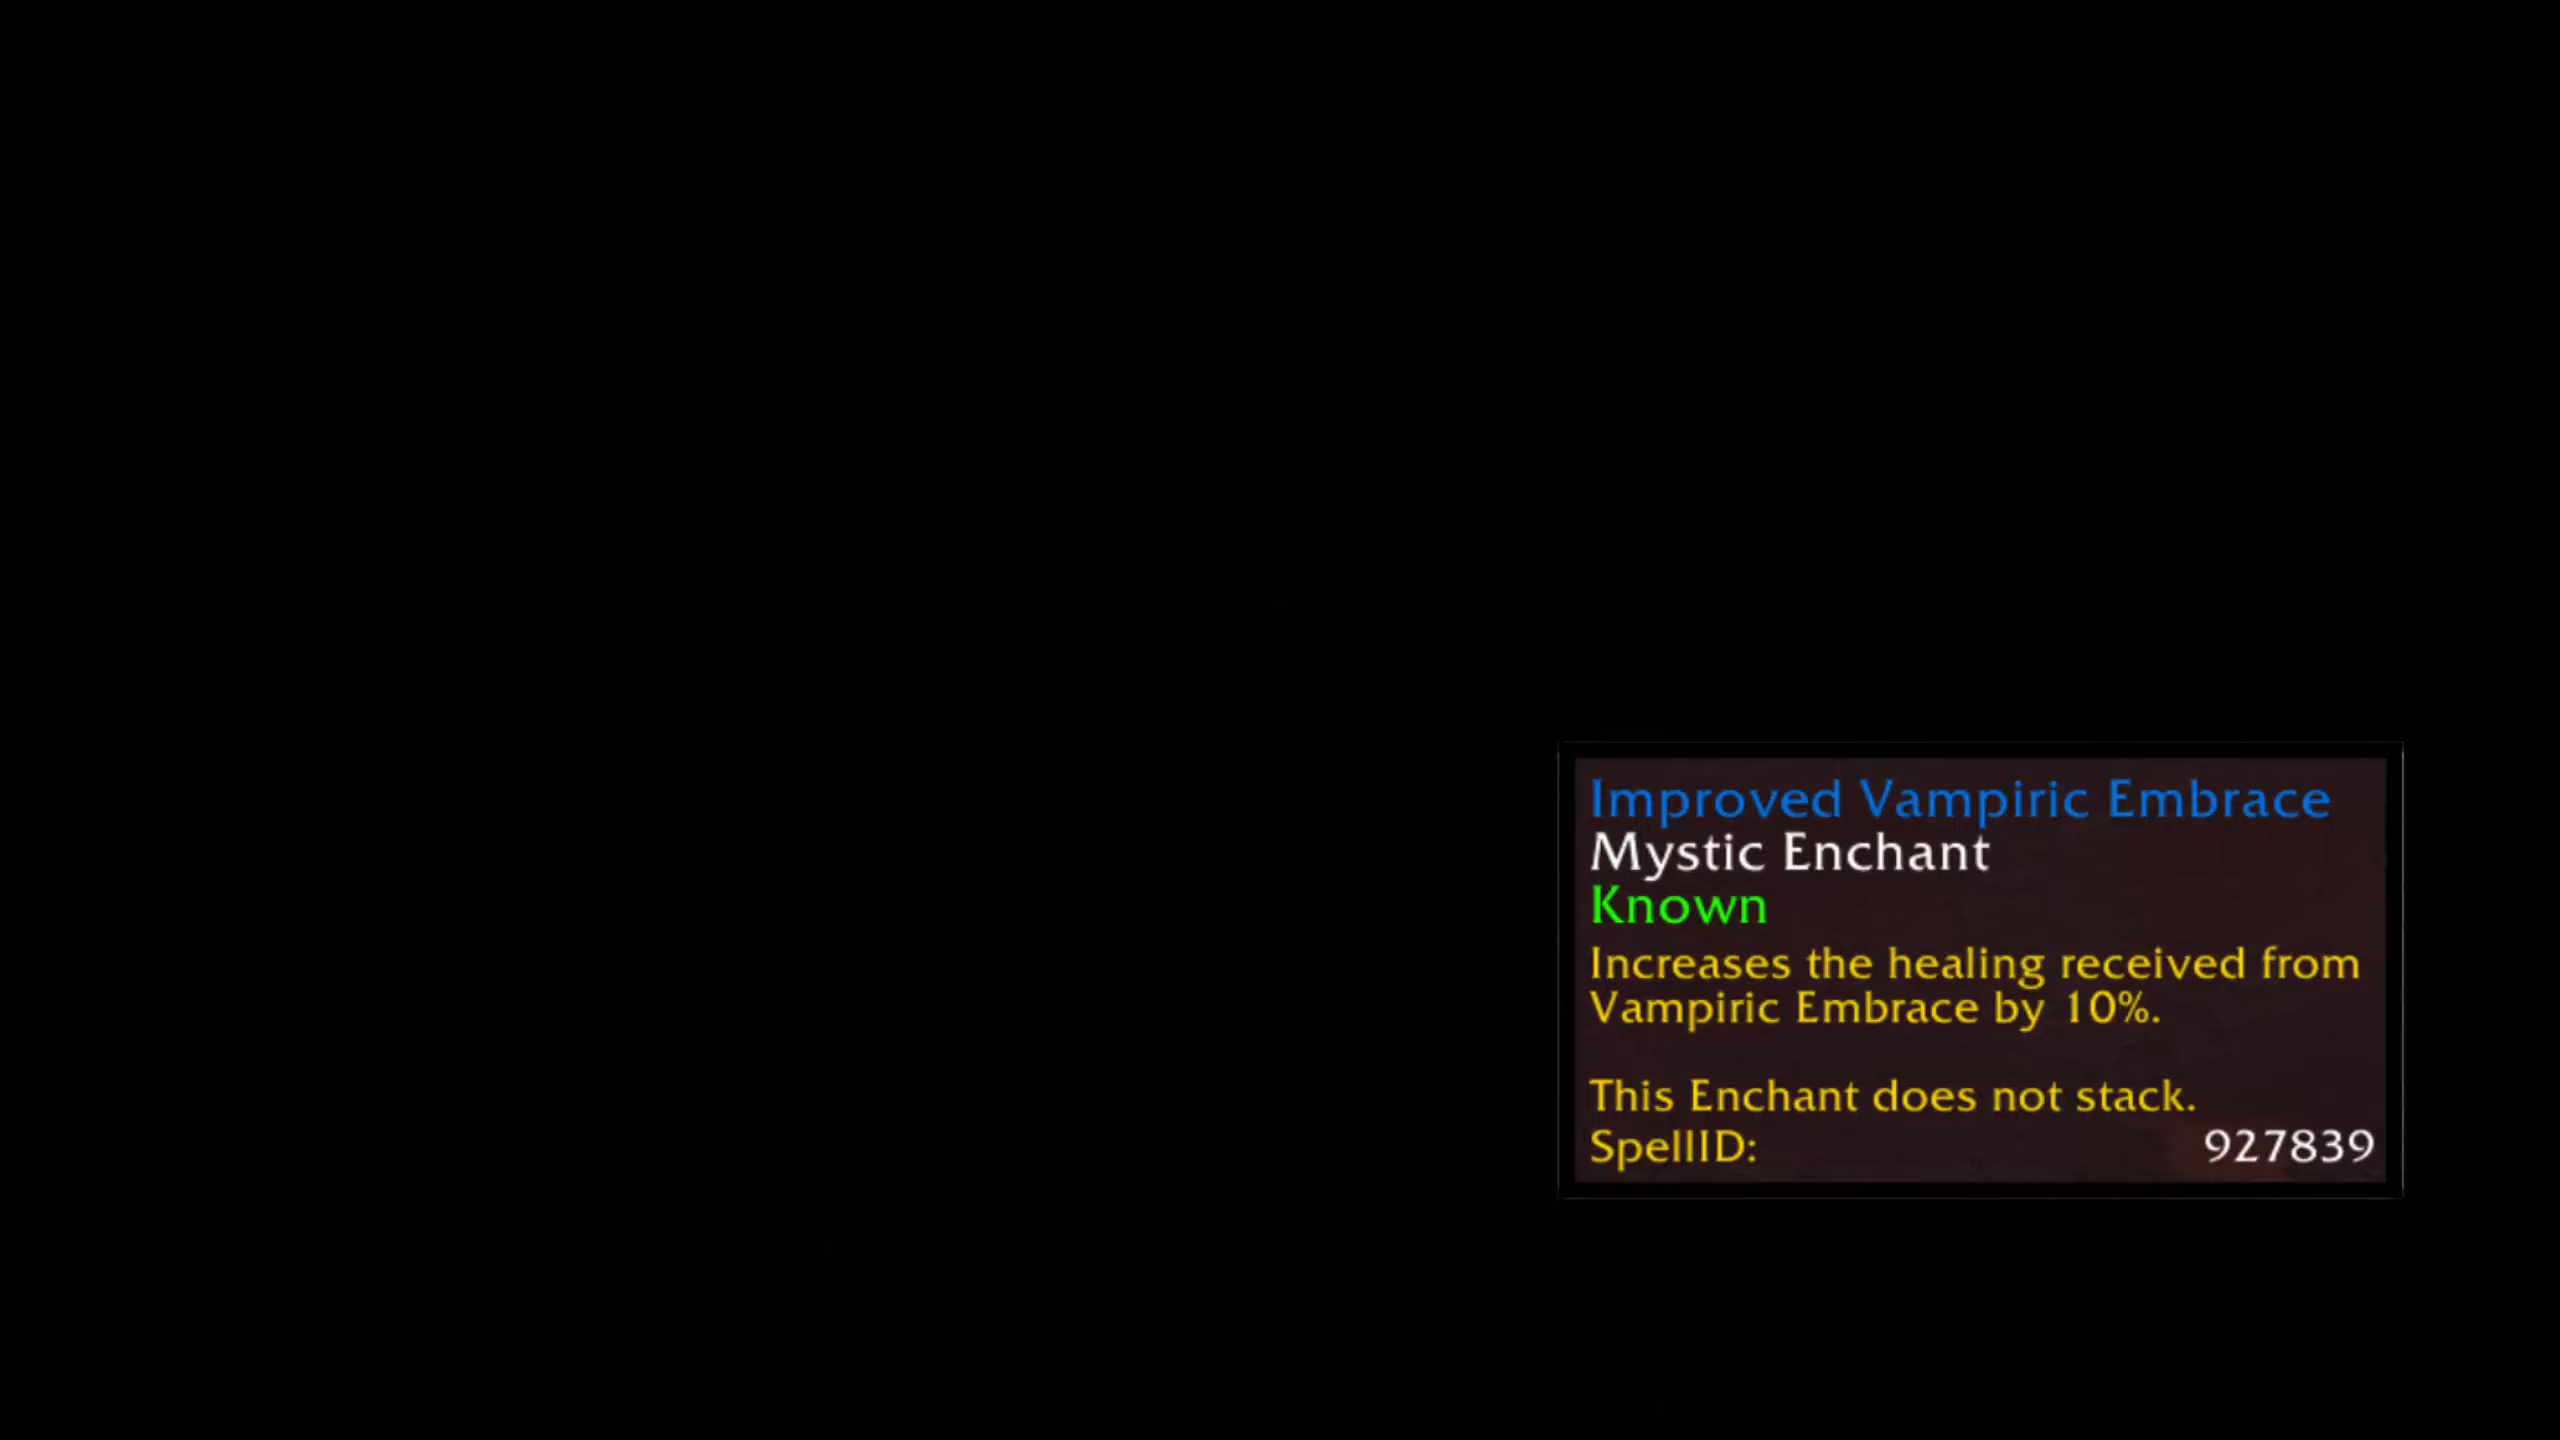 Improved Vampiric Embrace
Mystic Enchant
Known
Increases the healing received from
Vampiric Embrace by 10%.
This Enchant does not stack.
SpellID: 927839